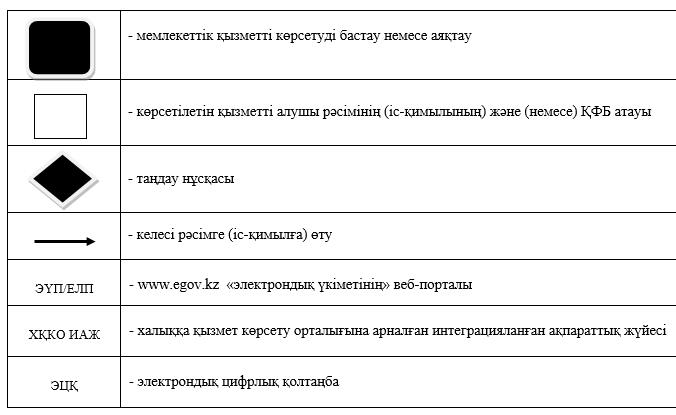 - мемлекеттік қызметті көрсетуді бастау немесе аяқтау
- көрсетілетін қызметті алушы рәсімінің (іс-қимылының) және (немесе) ҚФБ атауы
- таңдау нұсқасы
- келесі рәсімге (іс-қимылға) өту
ЭҮП/ЕЛП - www.egov.kz «электрондық үкіметінің» веб-порталы
ХҚКО ИАЖ - халыққа қызмет көрсету орталығына арналған интеграцияланған ақпараттық жүйесі
ЭЦҚ - электрондық цифрлық қолтаңба